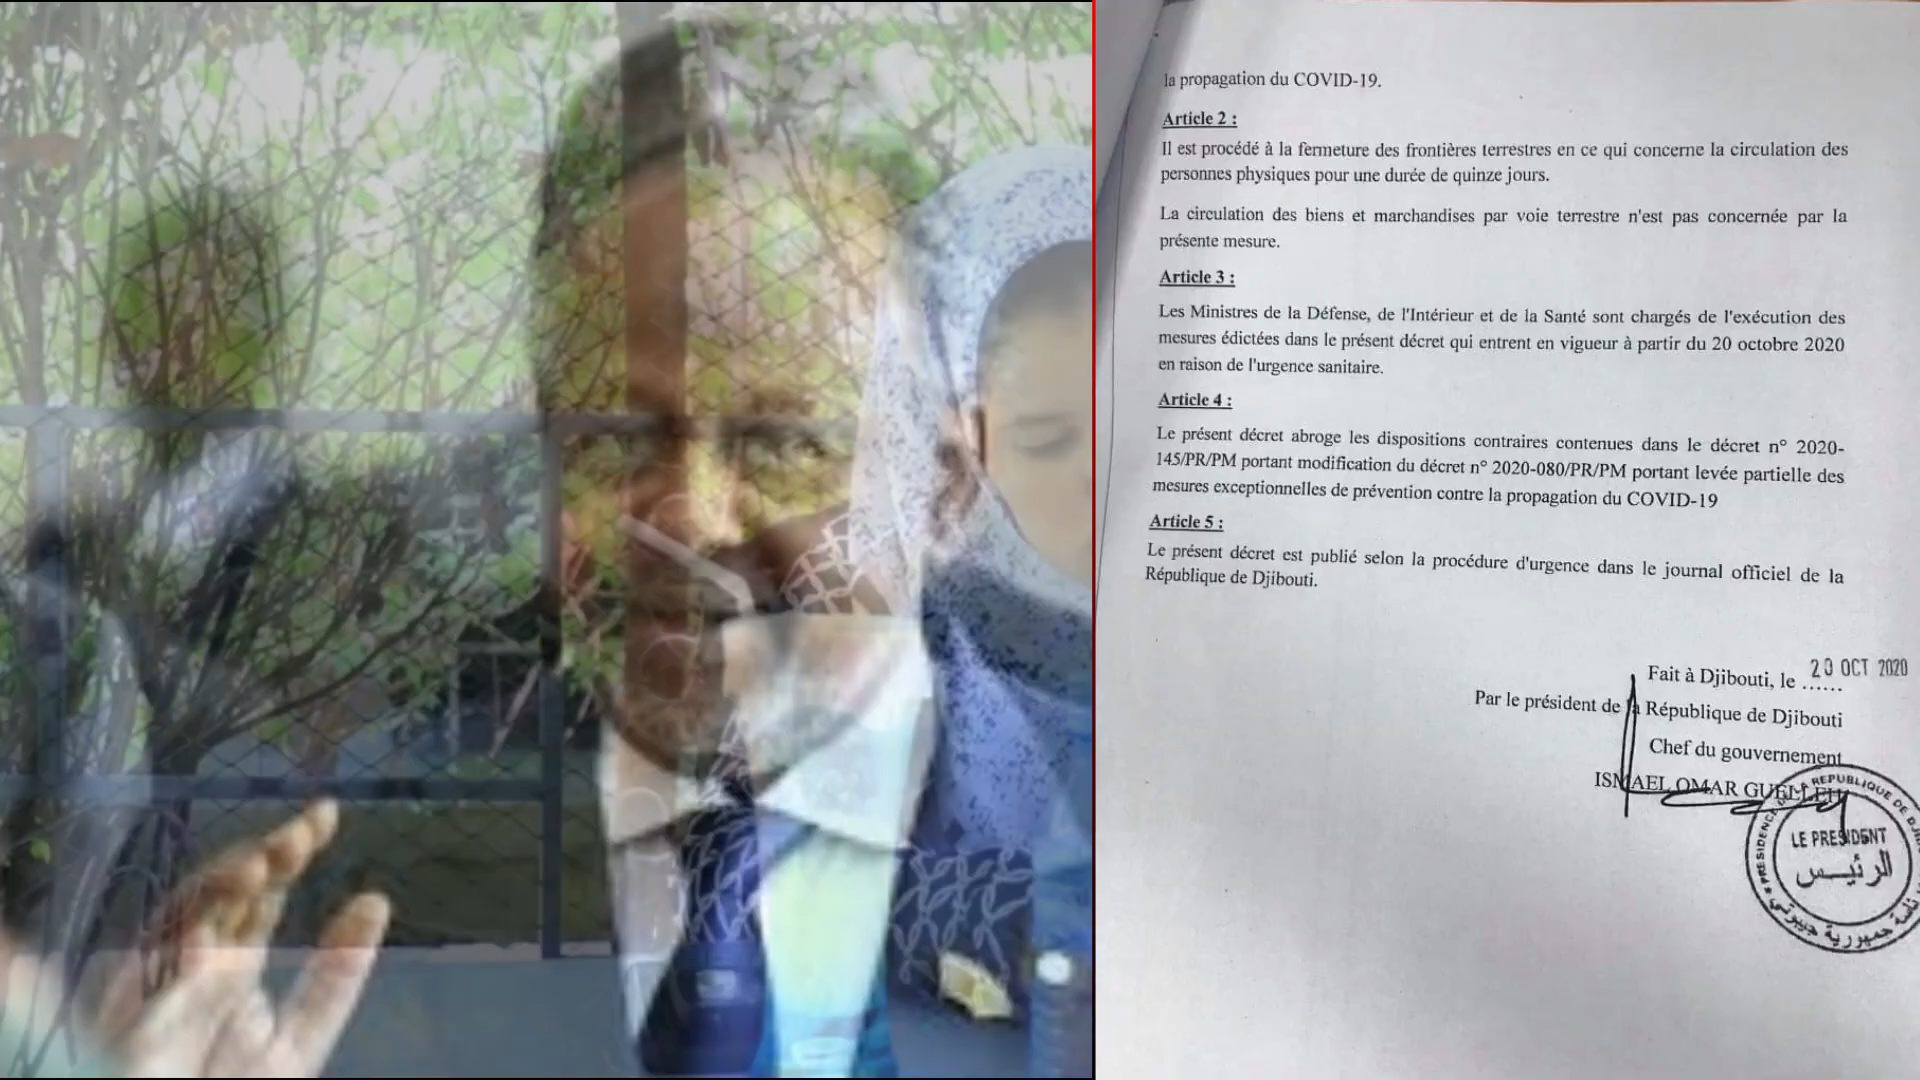 la propagation du COVID-19.
Article 2 :
Il est procédé à la fermeture des frontières terrestres en ce qui concerne la circulation des
personnes physiques pour une durée de quinze jours.
La circulation des biens et marchandises par voie terrestre n'est pas concernée par la
présente mesure.
Article 3 :
Les Ministres de la Défense, de l'Intérieur et de la Santé sont chargés de l'exécution des
mesures édictées dans le présent décret qui entrent en vigueur à partir du 20 octobre 2020
en raison de l'urgence sanitaire.
Article 4 :
Le présent décret abroge les dispositions contraires contenues dans le décret n° 2020-
145/PR/PM portant modification du décret n° 2020-080/PR/PM portant levée partielle des
mesures exceptionnelles de prévention contre la propagation du COVID-19
Article 5 :
Le présent décret est publié selon la procédure d'urgence dans le journal officiel de la
République de Djibouti.
Fait à Djibouti, le ......
20 OCT 2020
Par le président de la République de Djibouti
Chef du gouvernement
ISMAEL OMAR GUELLEH
REPUBLIQUE DE
LE PRESIDENT
الرئيس
جمهورية جيبوتي